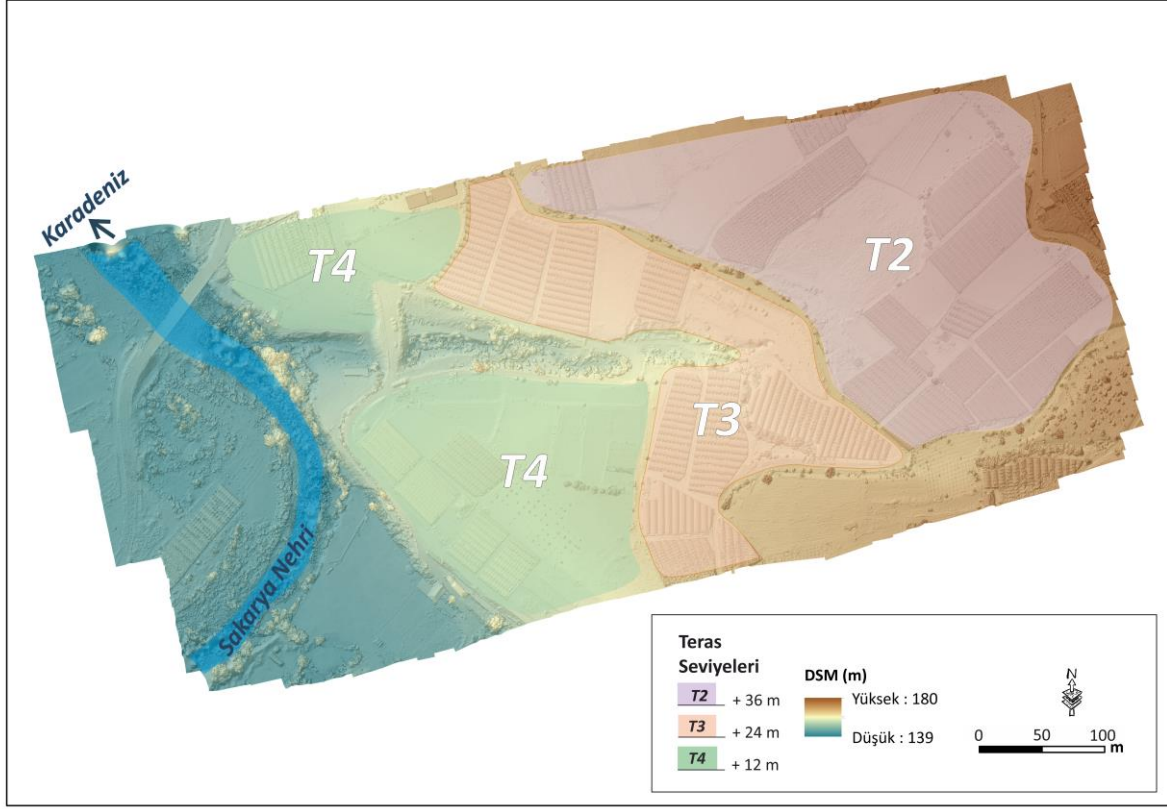 Karadeniz
T4
T2
T3
T4
Sakarya Nehri
Teras
Seviyeleri
T2 + 36 m
T3 + 24 m
T4 + 12 m
DSM (m)
Yüksek : 180
Düşük : 139
N
0 50 100
m